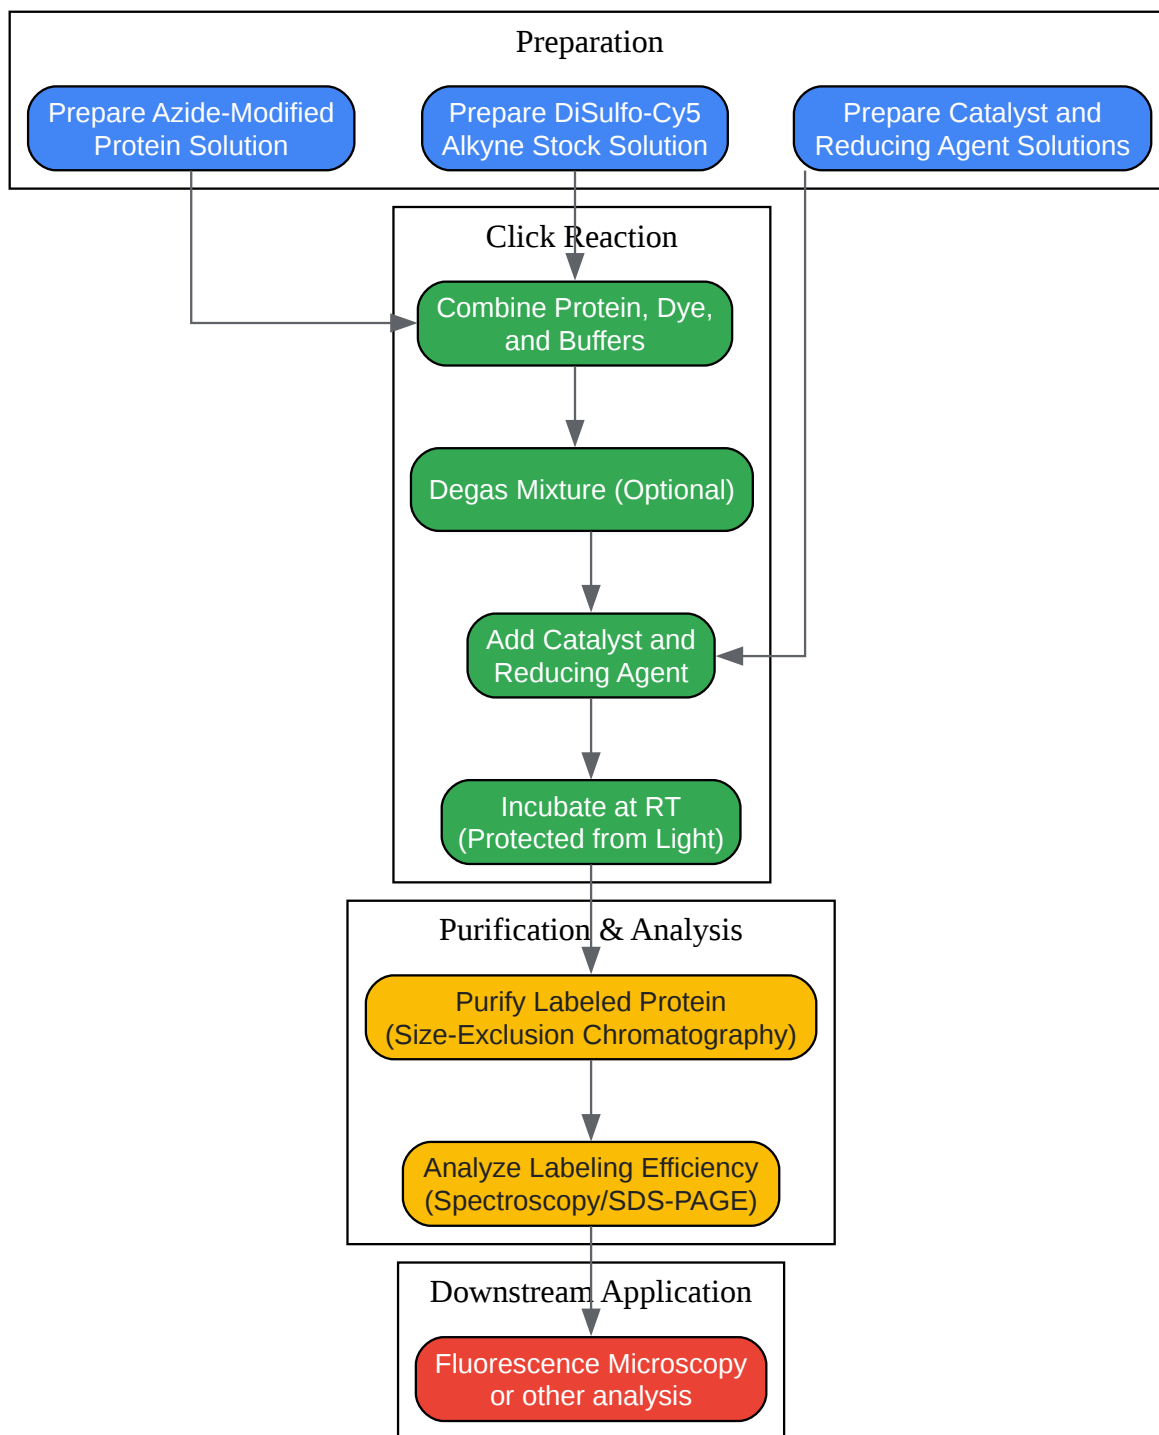 Preparation
Prepare Azide-Modified
Protein Solution
Prepare DiSulfo-Cy5
Alkyne Stock Solution
Prepare Catalyst and
Reducing Agent Solutions
Click Reaction
Combine Protein, Dye,
and Buffers
Degas Mixture (Optional)
Add Catalyst and
Reducing Agent
Incubate at RT
(Protected from Light)
Purification & Analysis
Purify Labeled Protein
(Size-Exclusion Chromatography)
Analyze Labeling Efficiency
(Spectroscopy/SDS-PAGE)
Downstream Application
Fluorescence Microscopy
or other analysis